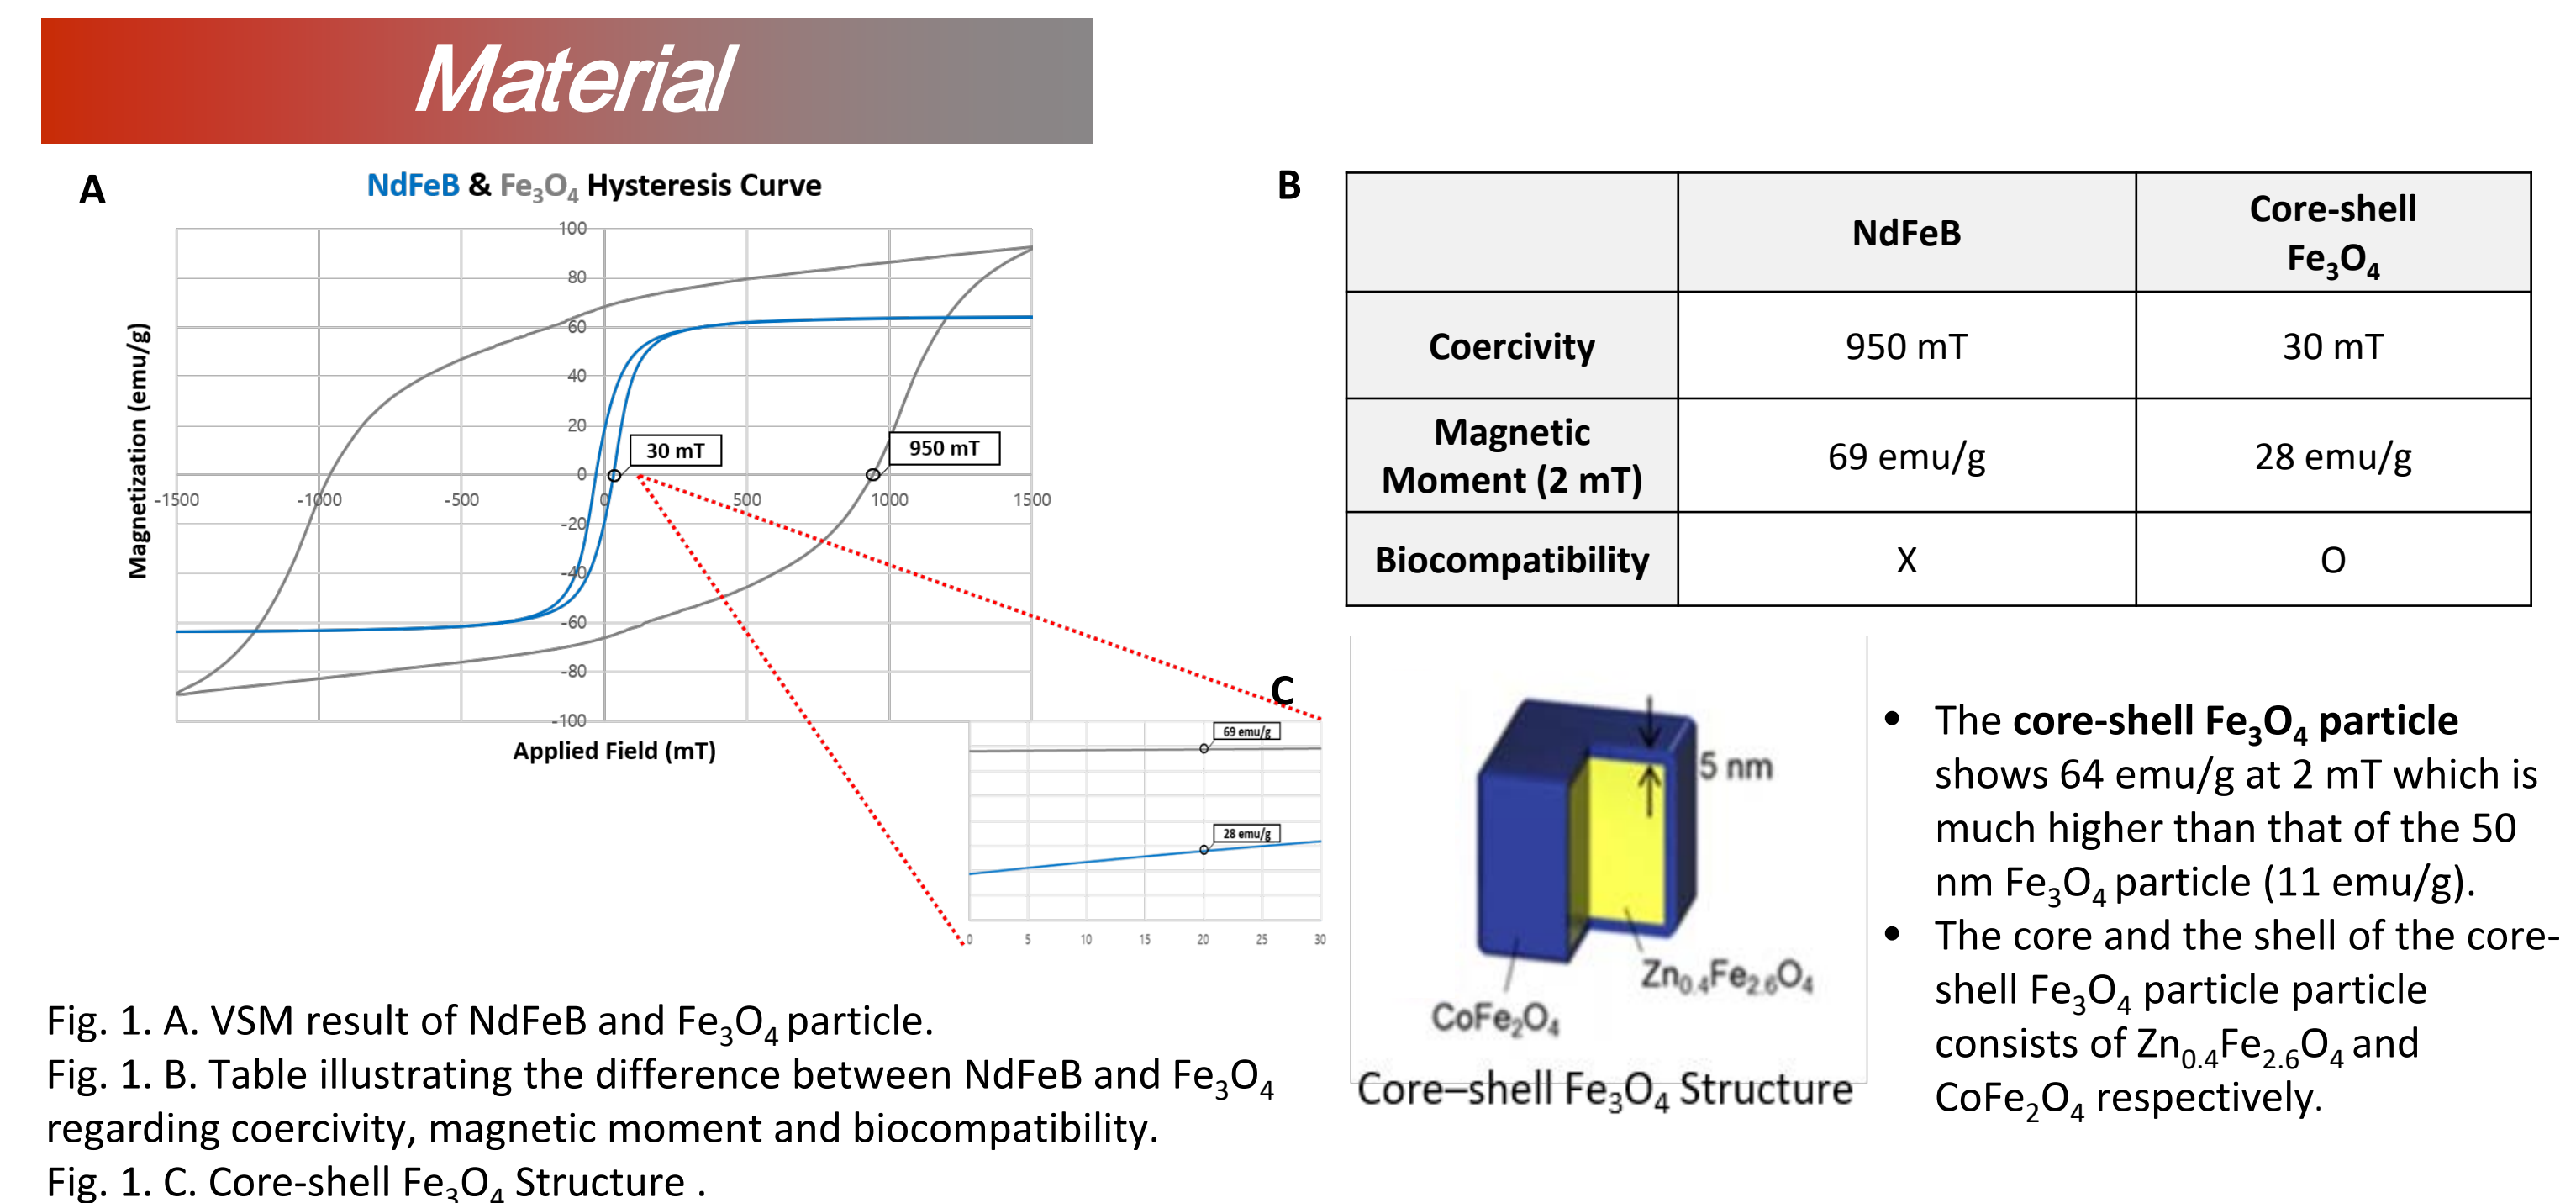 Material
A
NdFeB & Fe₃O₄ Hysteresis Curve
Magnetization (emu/g)
100
80
60
40
20
0
-20
-40
-60
-80
-100
-1500
-1000
-500
0
500
1000
1500
30 mT
950 mT
Applied Field (mT)
B
NdFeB
Core-shell
Fe₃O₄
Coercivity
950 mT
30 mT
Magnetic
Moment (2 mT)
69 emu/g
28 emu/g
Biocompatibility
X
O
C
69 emu/g
28 emu/g
0
5
10
15
20
25
30
5 nm
Zn₀.₄Fe₂.₆O₄
CoFe₂O₄
Core–shell Fe₃O₄ Structure
• The core-shell Fe₃O₄ particle
shows 64 emu/g at 2 mT which is
much higher than that of the 50
nm Fe₃O₄ particle (11 emu/g).
• The core and the shell of the core-
shell Fe₃O₄ particle particle
consists of Zn₀.₄Fe₂.₆O₄ and
CoFe₂O₄ respectively.
Fig. 1. A. VSM result of NdFeB and Fe₃O₄ particle.
Fig. 1. B. Table illustrating the difference between NdFeB and Fe₃O₄
regarding coercivity, magnetic moment and biocompatibility.
Fig. 1. C. Core-shell Fe₃O₄ Structure .